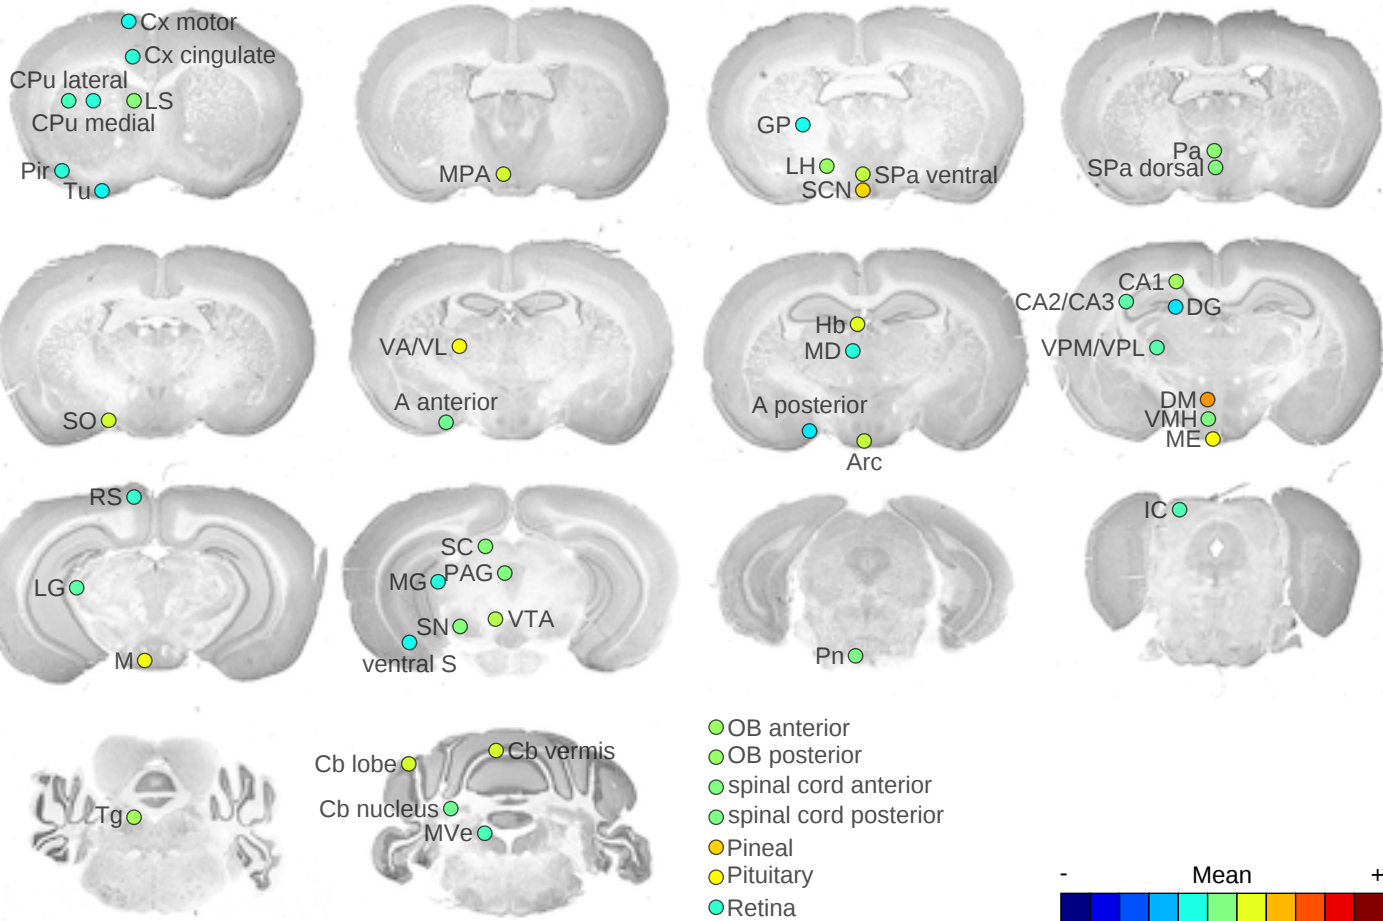 Cx motor
Cx cingulate
CPu lateral
LS
CPu medial
Pir
Tu
MPA
GP
LH
SPa ventral
SCN
Pa
SPa dorsal
SO
VA/VL
A anterior
Hb
MD
A posterior
Arc
CA1
CA2/CA3
DG
VPM/VPL
DM
VMH
ME
RS
LG
M
SC
MG
PAG
SN
VTA
ventral S
Pn
IC
Tg
Cb lobe
Cb vermis
Cb nucleus
MVe
OB anterior
OB posterior
spinal cord anterior
spinal cord posterior
Pineal
Pituitary
Retina
- Mean +